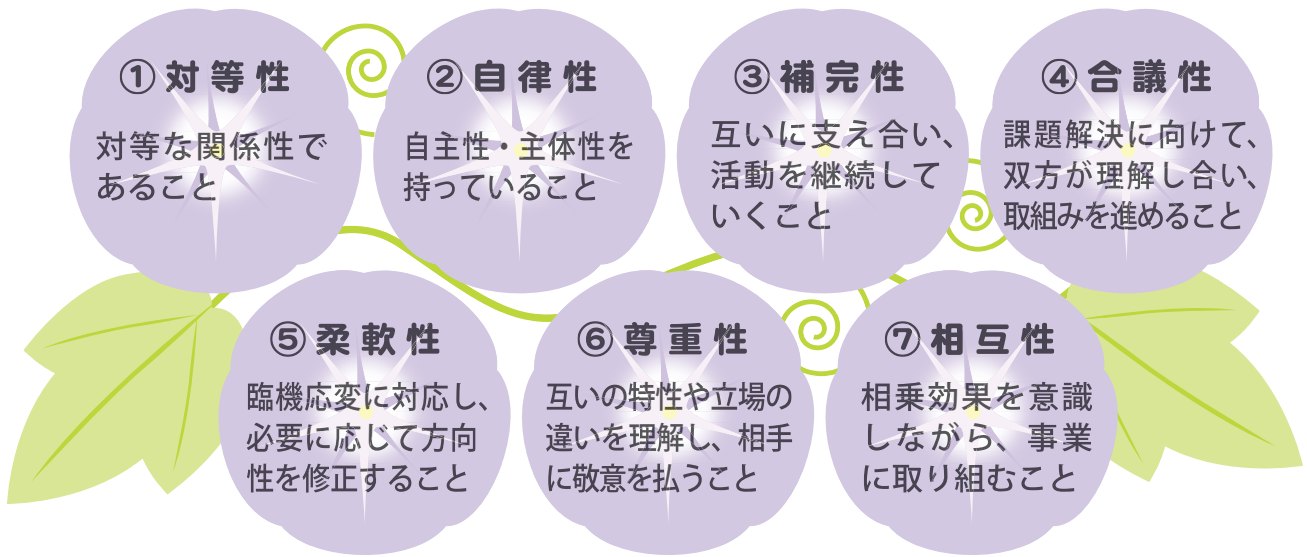 ①対等性
対等な関係性で
あること
②自律性
自主性・主体性を
持っていること
③補完性
互いに支え合い、
活動を継続して
いくこと
④合議性
課題解決に向けて、
双方が理解し合い、
取組みを進めること
⑤柔軟性
臨機応変に対応し、
必要に応じて方向
性を修正すること
⑥尊重性
互いの特性や立場の
違いを理解し、相手
に敬意を払うこと
⑦相互性
相乗効果を意識
しながら、事業
に取り組むこと